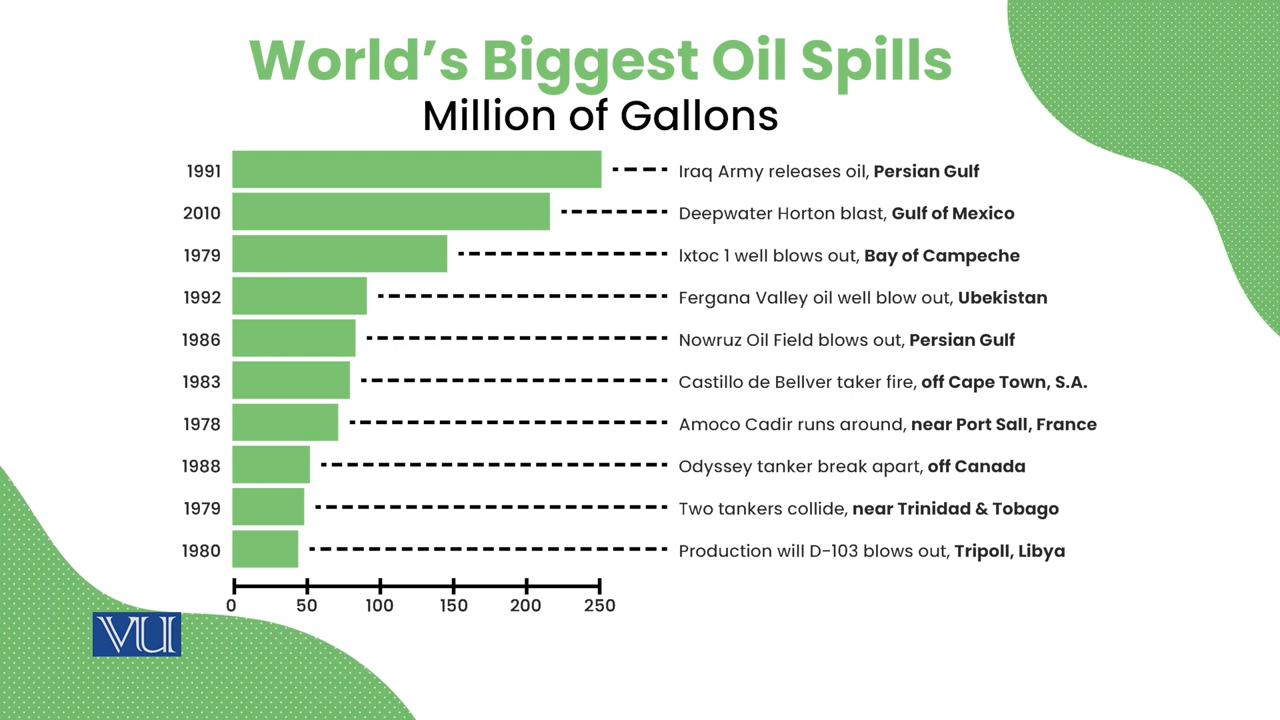 World's Biggest Oil Spills
Million of Gallons
1991 Iraq Army releases oil, Persian Gulf
2010 Deepwater Horton blast, Gulf of Mexico
1979 Ixtoc 1 well blows out, Bay of Campeche
1992 Fergana Valley oil well blow out, Ubekistan
1986 Nowruz Oil Field blows out, Persian Gulf
1983 Castillo de Bellver taker fire, off Cape Town, S.A.
1978 Amoco Cadir runs around, near Port Sall, France
1988 Odyssey tanker break apart, off Canada
1979 Two tankers collide, near Trinidad & Tobago
1980 Production will D-103 blows out, Tripoll, Libya
0 50 100 150 200 250
VU